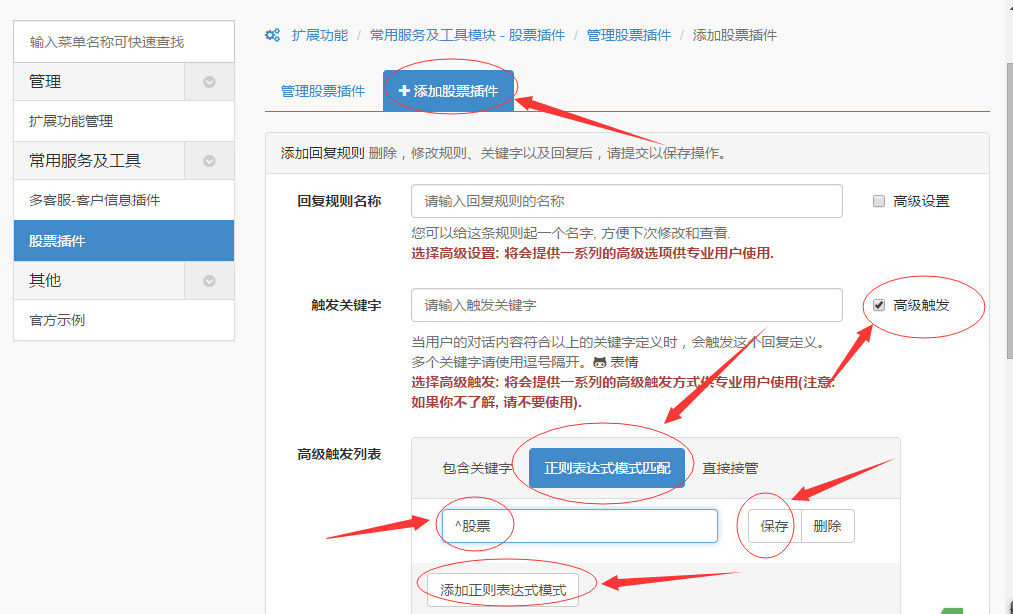 输入菜单名称可快速查找
管理
扩展功能管理
常用服务及工具
多客服-客户信息插件
股票插件
其他
官方示例
扩展功能 / 常用服务及工具模块 - 股票插件 / 管理股票插件 / 添加股票插件
管理股票插件 添加股票插件
添加回复规则 删除，修改规则、关键字以及回复后，请提交以保存操作。
回复规则名称 请输入回复规则的名称 高级设置
您可以给这条规则起一个名字, 方便下次修改和查看.
选择高级设置: 将会提供一系列的高级选项供专业用户使用.
触发关键字 请输入触发关键字 高级触发
当用户的对话内容符合以上的关键字定义时，会触发这个回复定义。
多个关键字请使用逗号隔开。 表情
选择高级触发: 将会提供一系列的高级触发方式供专业用户使用(注意:
如果你不了解, 请不要使用).
高级触发列表
包含关键字 正则表达式模式匹配 直接接管
^股票 保存 删除
添加正则表达式模式